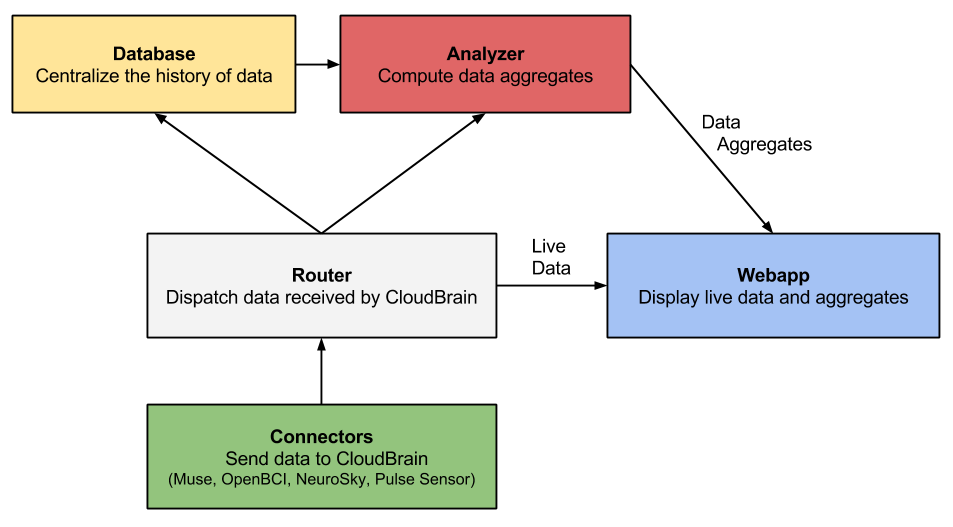 Database
Centralize the history of data
Analyzer
Compute data aggregates
Data
Aggregates
Router
Dispatch data received by CloudBrain
Live
Data
Webapp
Display live data and aggregates
Connectors
Send data to CloudBrain
(Muse, OpenBCI, NeuroSky, Pulse Sensor)